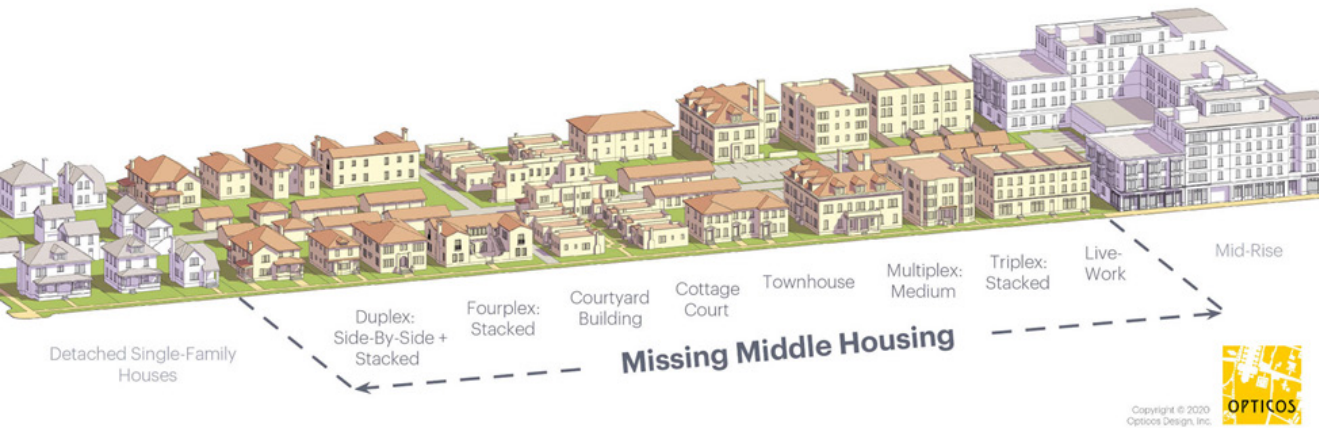 Detached Single-Family
Houses
Duplex:
Side-By-Side +
Stacked
Fourplex:
Stacked
Courtyard
Building
Cottage
Court
Townhouse
Multiplex:
Medium
Triplex:
Stacked
Live-
Work
Mid-Rise
Missing Middle Housing
Copyright © 2020
Opticos Design, Inc.
OPTICOS